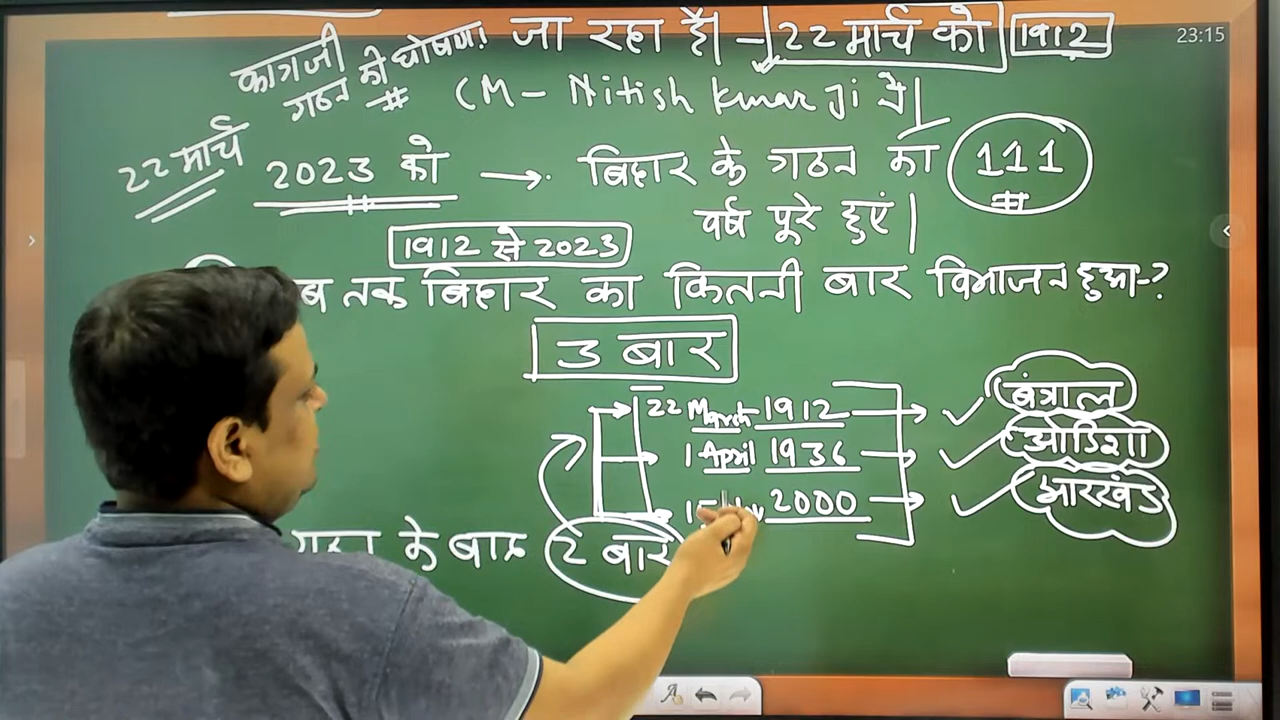 जा रहा है। - 22 मार्च को 1912
23:15
कागजी गठन की घोषणा!
CM - Nitish Kumar Ji ने।
22 मार्च 2023 को → बिहार के गठन का 111
वर्ष पूरे हुएं।
1912 से 2023
तक बिहार का कितनी बार विभाजन हुआ-?
3 बार
22 March - 1912 → ✓ बंगाल
1 April 1936 → ✓ ओडिशा
2000 → ✓ झारखंड
के बाद 2 बार